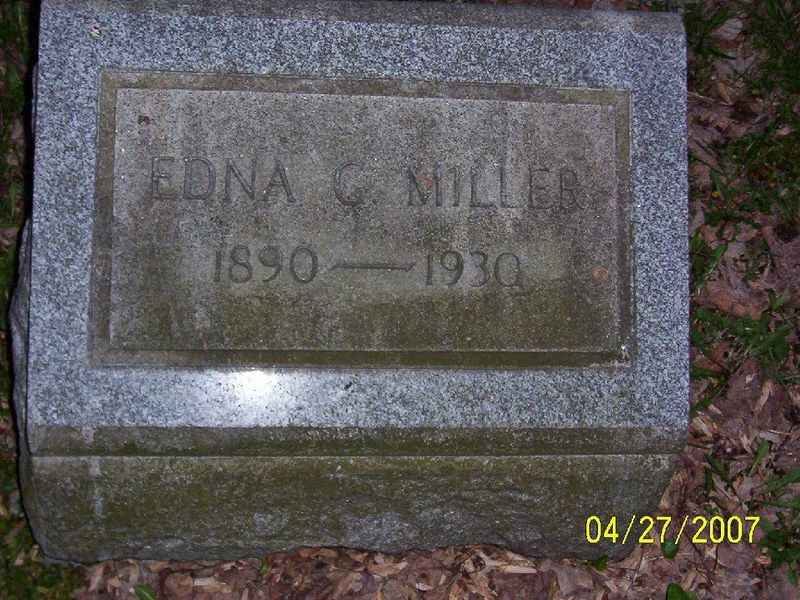 EDNA G. MILLER
1890 — 1930
04/27/2007